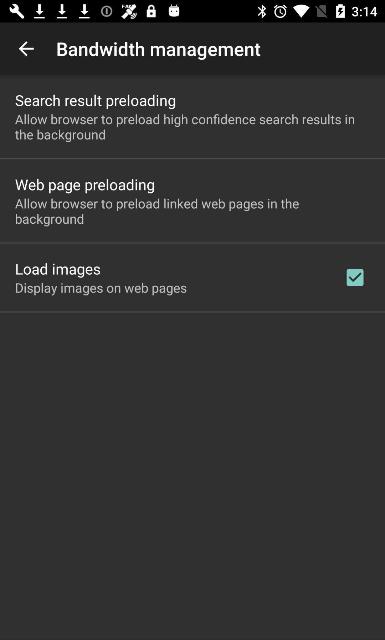 3:14
Bandwidth management
Search result preloading
Allow browser to preload high confidence search results in
the background
Web page preloading
Allow browser to preload linked web pages in the
background
Load images
Display images on web pages